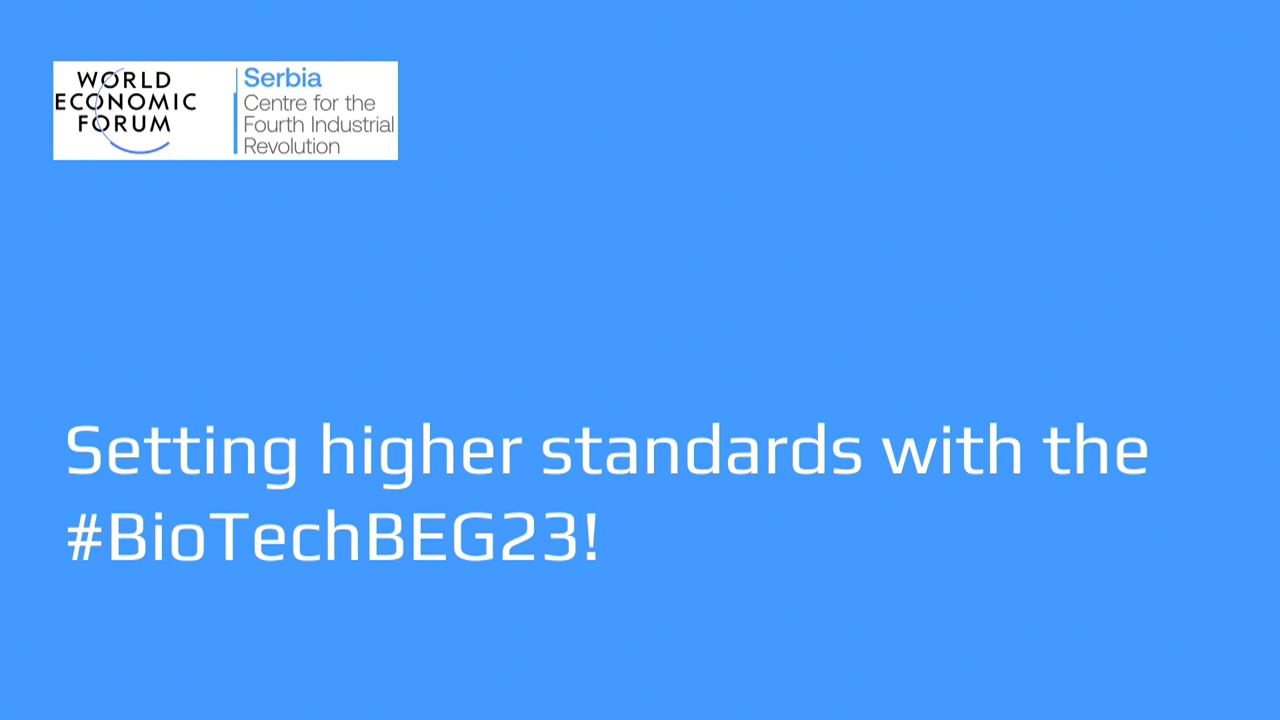 WORLD
ECONOMIC
FORUM
Serbia
Centre for the
Fourth Industrial
Revolution
Setting higher standards with the
#BioTechBEG23!